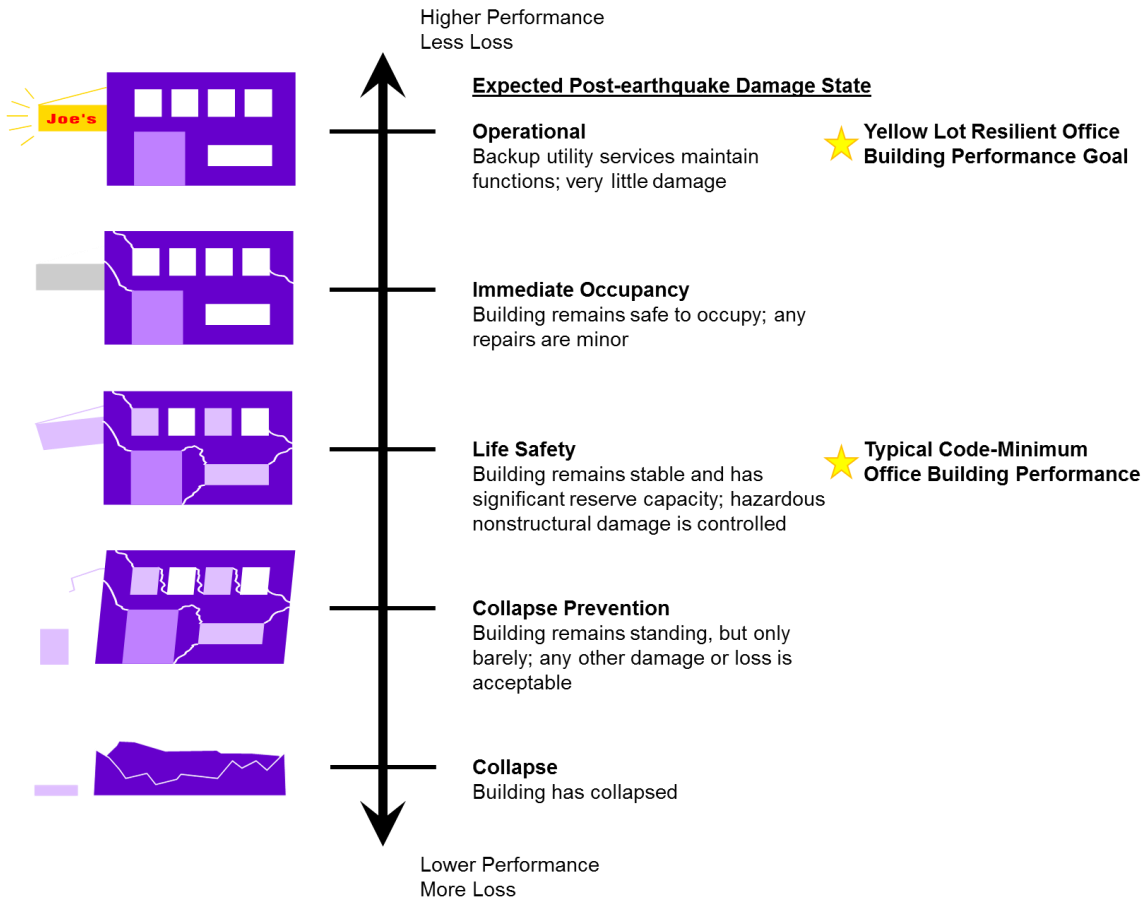 Higher Performance
Less Loss
Expected Post-earthquake Damage State
Joe's
Operational
Backup utility services maintain
functions; very little damage
Yellow Lot Resilient Office
Building Performance Goal
Immediate Occupancy
Building remains safe to occupy; any
repairs are minor
Life Safety
Building remains stable and has
significant reserve capacity; hazardous
nonstructural damage is controlled
Typical Code-Minimum
Office Building Performance
Collapse Prevention
Building remains standing, but only
barely; any other damage or loss is
acceptable
Collapse
Building has collapsed
Lower Performance
More Loss